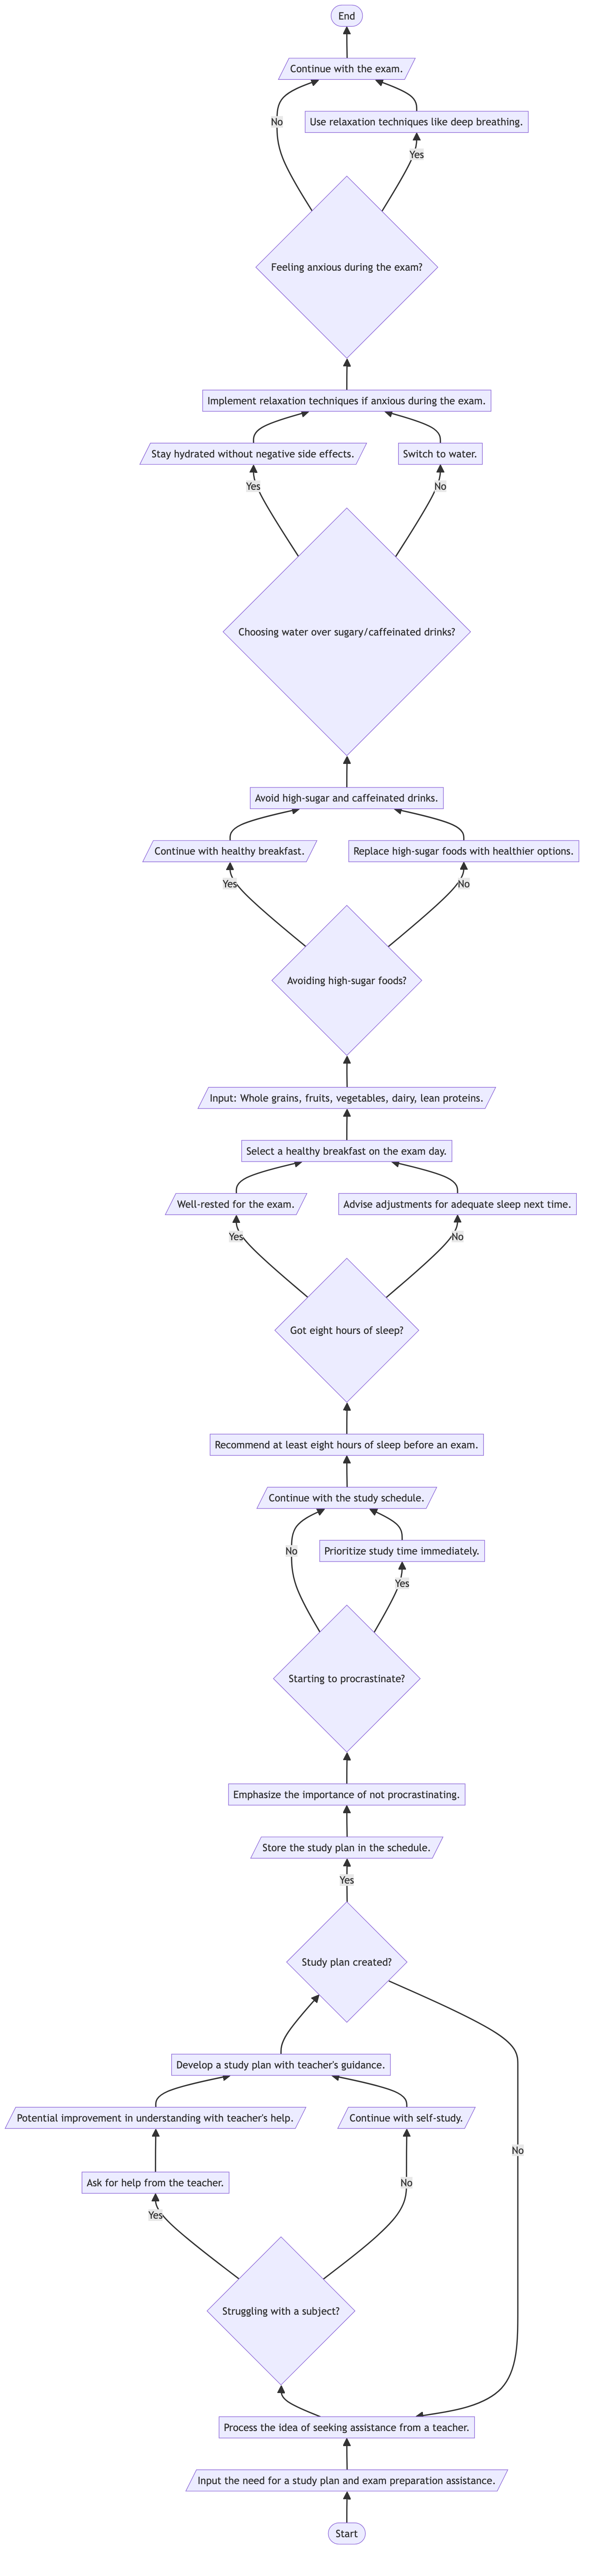 End
Continue with the exam.
No
Use relaxation techniques like deep breathing.
Yes
Feeling anxious during the exam?
Implement relaxation techniques if anxious during the exam.
Stay hydrated without negative side effects.
Switch to water.
Yes
No
Choosing water over sugary/caffeinated drinks?
Avoid high-sugar and caffeinated drinks.
Continue with healthy breakfast.
Replace high-sugar foods with healthier options.
Yes
No
Avoiding high-sugar foods?
Input: Whole grains, fruits, vegetables, dairy, lean proteins.
Select a healthy breakfast on the exam day.
Well-rested for the exam.
Advise adjustments for adequate sleep next time.
Yes
No
Got eight hours of sleep?
Recommend at least eight hours of sleep before an exam.
Continue with the study schedule.
No
Prioritize study time immediately.
Yes
Starting to procrastinate?
Emphasize the importance of not procrastinating.
Store the study plan in the schedule.
Yes
Study plan created?
Develop a study plan with teacher's guidance.
Potential improvement in understanding with teacher's help.
Continue with self-study.
No
Ask for help from the teacher.
No
Yes
Struggling with a subject?
Process the idea of seeking assistance from a teacher.
Input the need for a study plan and exam preparation assistance.
Start